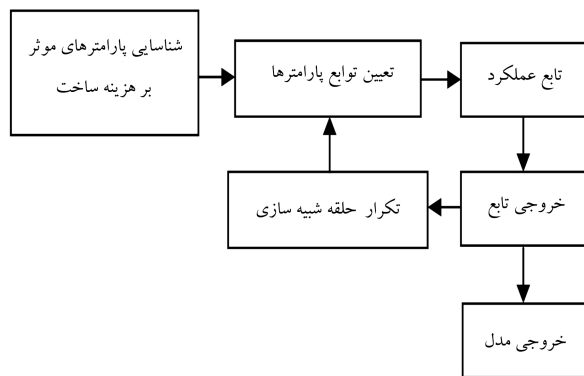 شناسایی پارامترهای موثر
بر هزینه ساخت
تعیین توابع پارامترها
تابع عملکرد
تکرار حلقه شبیه سازی
خروجی تابع
خروجی مدل